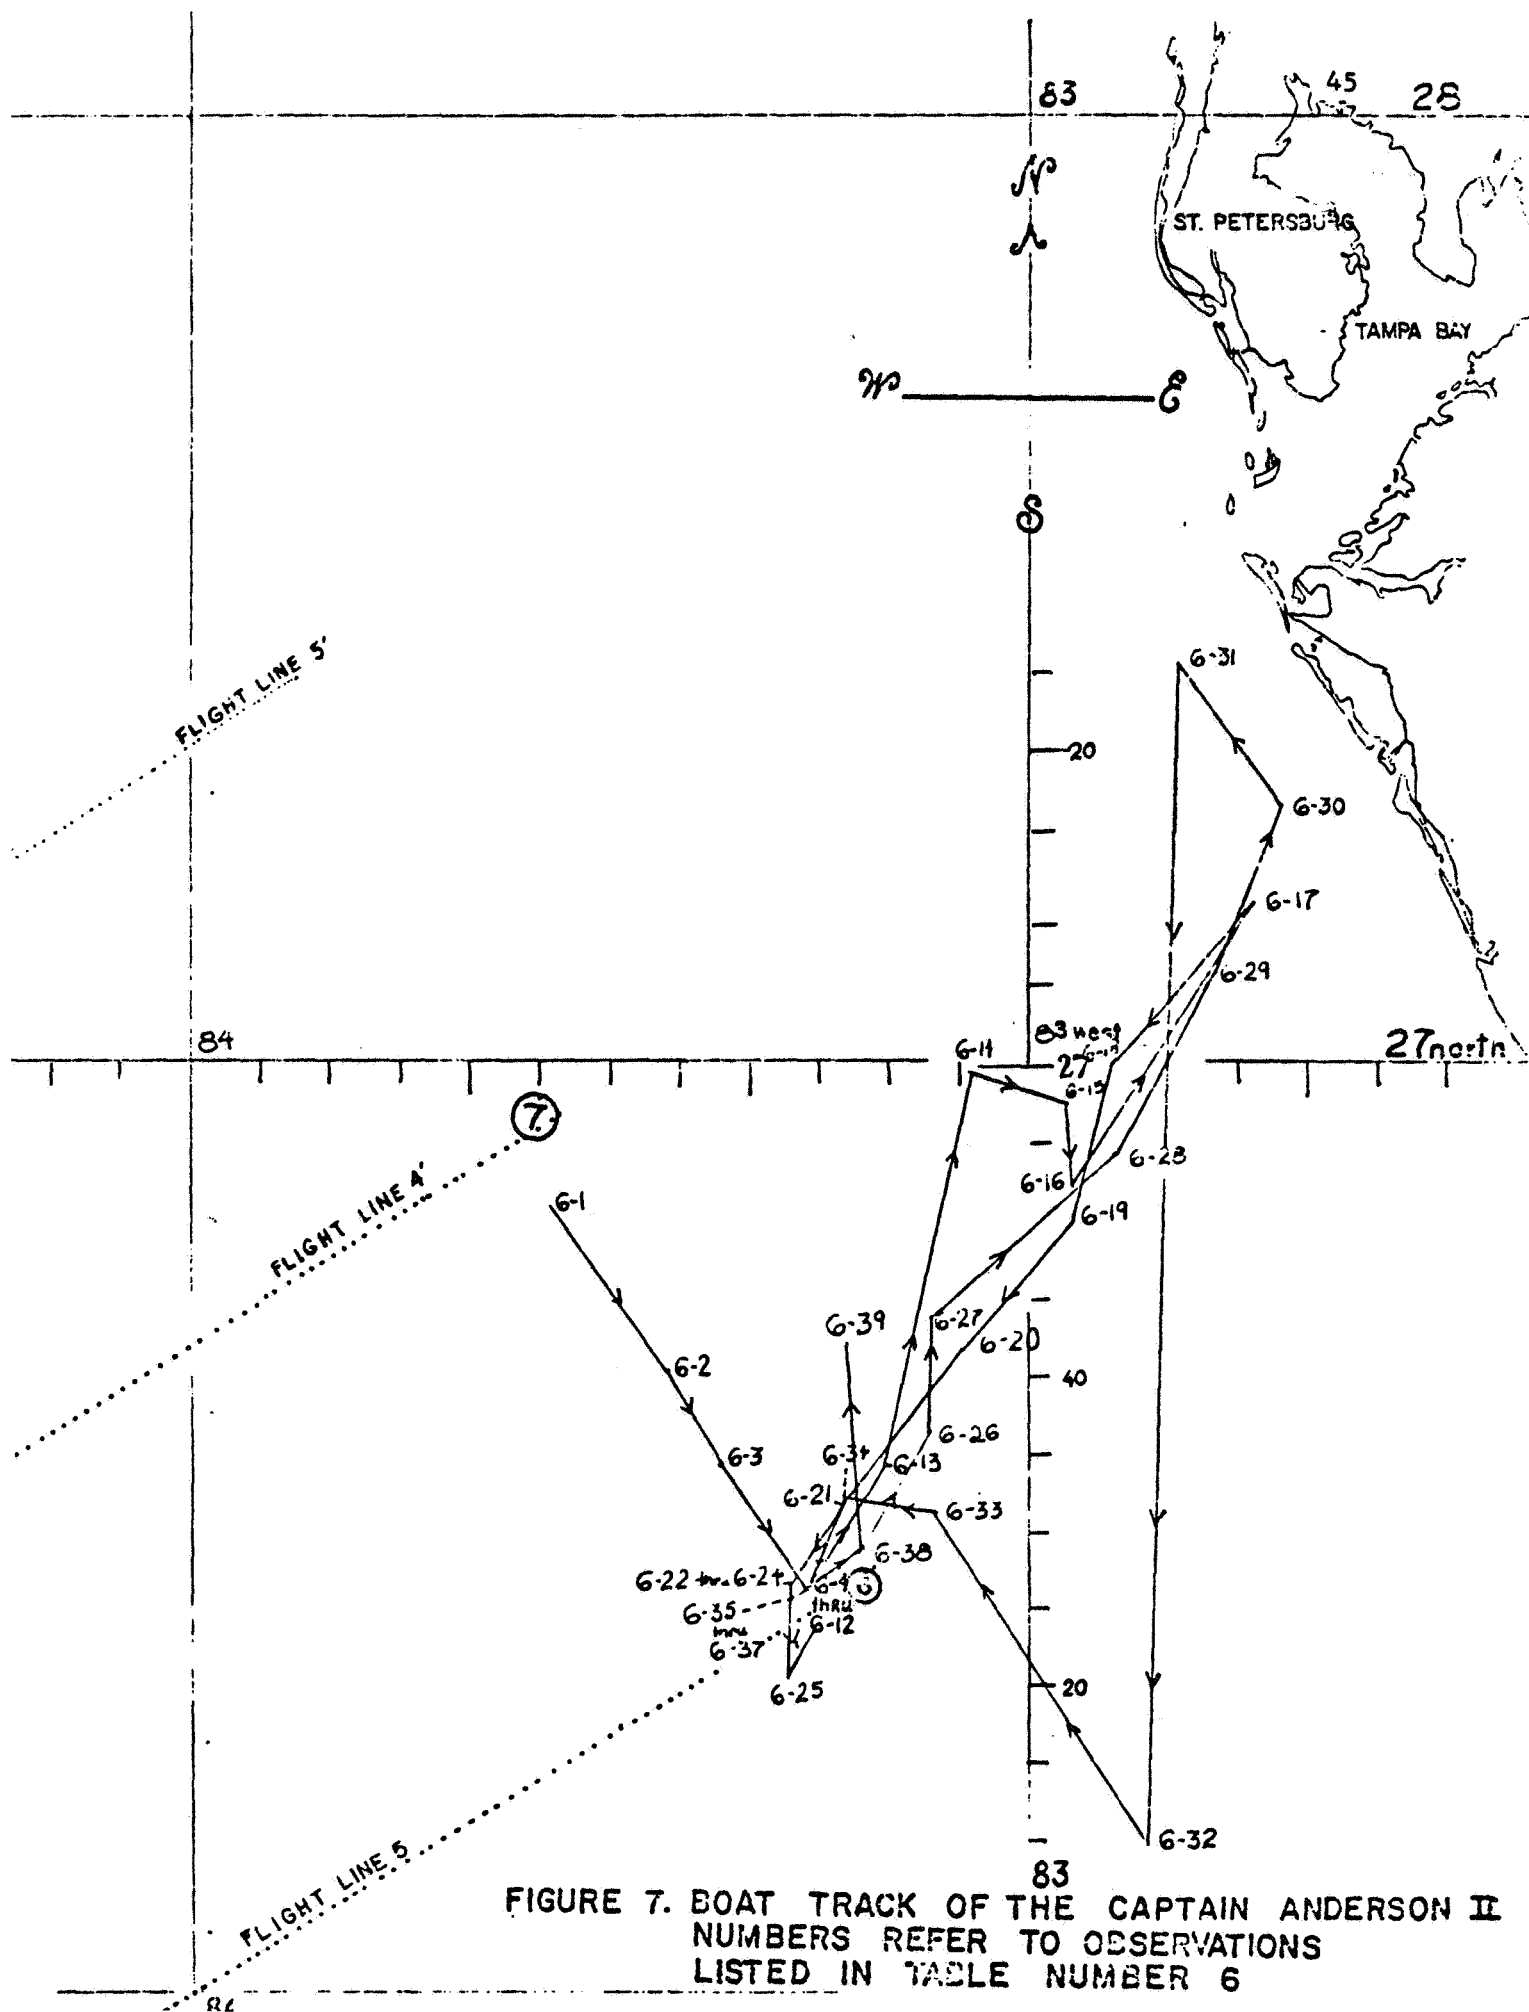 83
45
28
N
ST. PETERSBURG
TAMPA BAY
W
E
S
FLIGHT LINE 5'
6-31
20
6-30
6-17
6-29
84
83 west
27
27 north
6-14
6-15
7
FLIGHT LINE 4'
6-1
6-16
6-28
6-19
6-39
6-27
6-20
6-2
40
6-26
6-3
6-34
6-13
6-21
6-33
6-38
6-22 thru 6-24
6-4
thru
6-12
6-35
thru
6-37
6-25
20
FLIGHT LINE 5
6-32
83
FIGURE 7. BOAT TRACK OF THE CAPTAIN ANDERSON II
NUMBERS REFER TO OBSERVATIONS
LISTED IN TABLE NUMBER 6
84